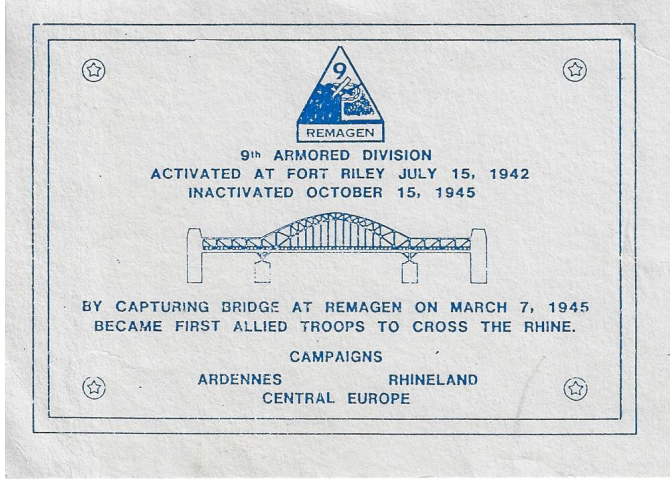 9
REMAGEN
9th ARMORED DIVISION
ACTIVATED AT FORT RILEY JULY 15, 1942
INACTIVATED OCTOBER 15, 1945
BY CAPTURING BRIDGE AT REMAGEN ON MARCH 7, 1945
BECAME FIRST ALLIED TROOPS TO CROSS THE RHINE.
CAMPAIGNS
ARDENNES RHINELAND
CENTRAL EUROPE